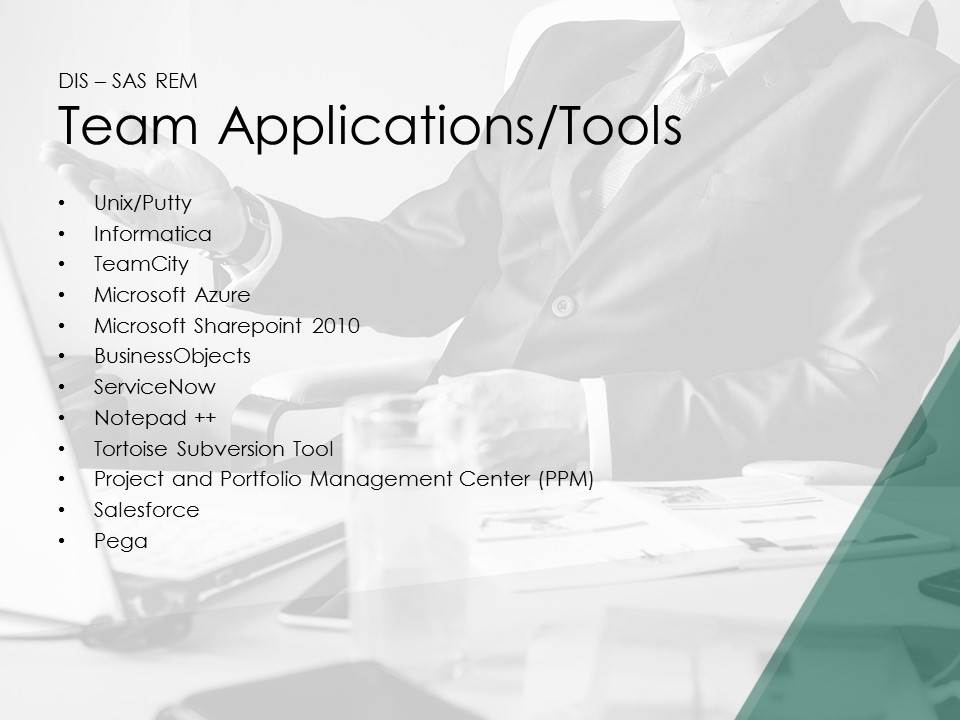 DIS – SAS REM
Team Applications/Tools
• Unix/Putty
• Informatica
• TeamCity
• Microsoft Azure
• Microsoft Sharepoint 2010
• BusinessObjects
• ServiceNow
• Notepad ++
• Tortoise Subversion Tool
• Project and Portfolio Management Center (PPM)
• Salesforce
• Pega